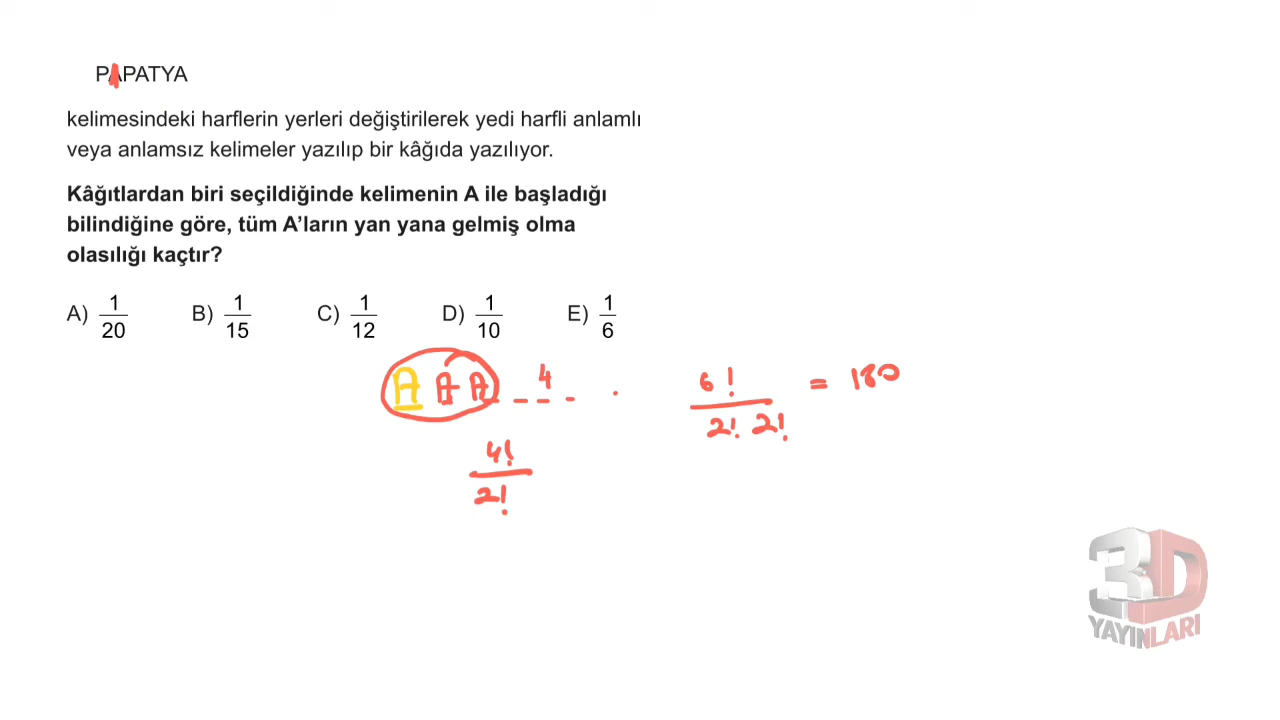 PAPATYA
kelimesindeki harflerin yerleri değiştirilerek yedi harfli anlamlı
veya anlamsız kelimeler yazılıp bir kâğıda yazılıyor.
Kâğıtlardan biri seçildiğinde kelimenin A ile başladığı
bilindiğine göre, tüm A'ların yan yana gelmiş olma
olasılığı kaçtır?
A) 1/20 B) 1/15 C) 1/12 D) 1/10 E) 1/6
A A A _ _ _ 4 .
6! / 2! 2! = 180
4! / 2!
3D
YAYINLARI